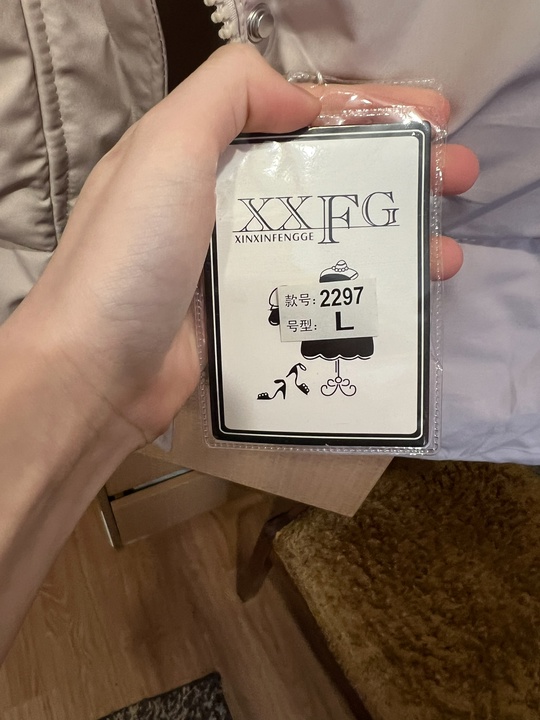 XXFG
XINXINFENGGE
款号:2297
号型: L